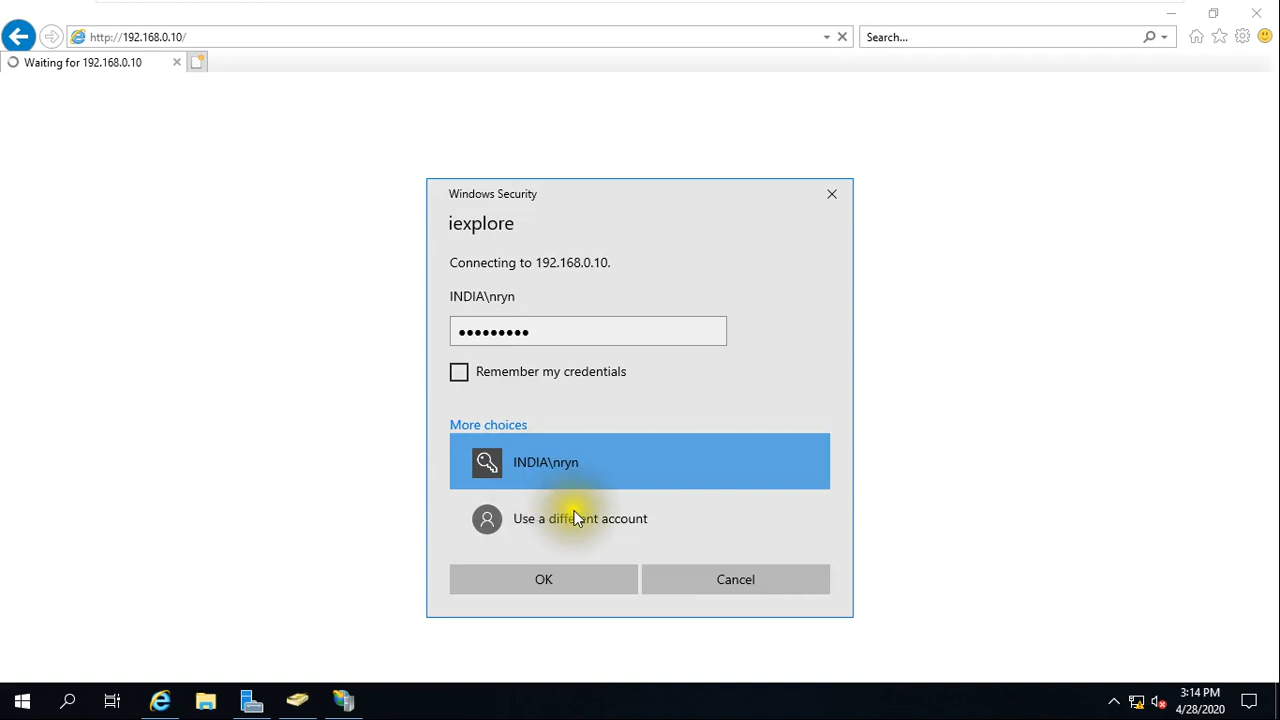 http://192.168.0.10/
Search...
Waiting for 192.168.0.10
Windows Security
iexplore
Connecting to 192.168.0.10.
INDIA\nryn
•••••••••
Remember my credentials
More choices
INDIA\nryn
Use a different account
OK
Cancel
3:14 PM
4/28/2020